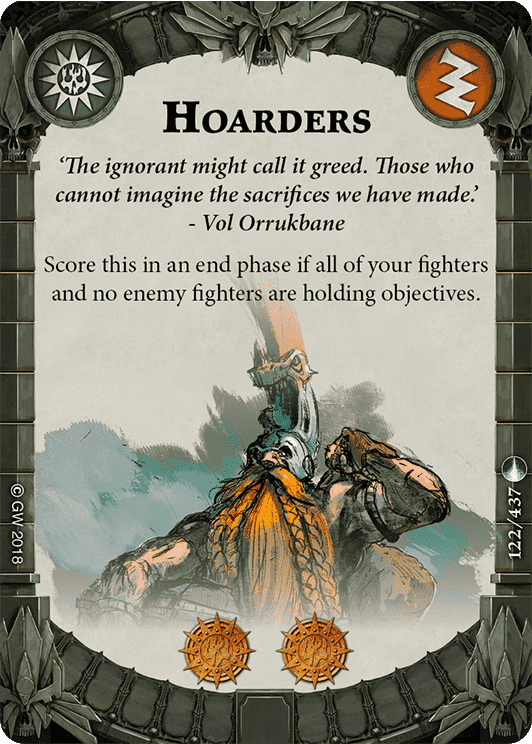 Hoarders
‘The ignorant might call it greed. Those who
cannot imagine the sacrifices we have made.’
- Vol Orrukbane
Score this in an end phase if all of your fighters
and no enemy fighters are holding objectives.
© GW 2018
122/437